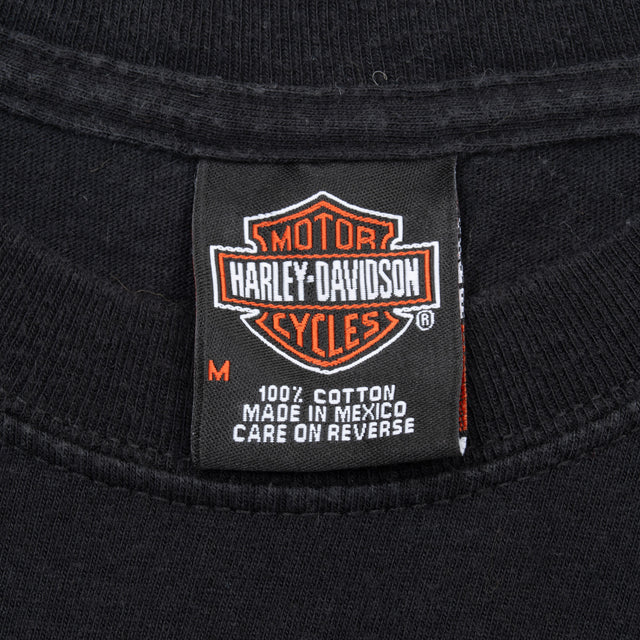 MOTOR
HARLEY-DAVIDSON
CYCLES
®
M
100% COTTON
MADE IN MEXICO
CARE ON REVERSE